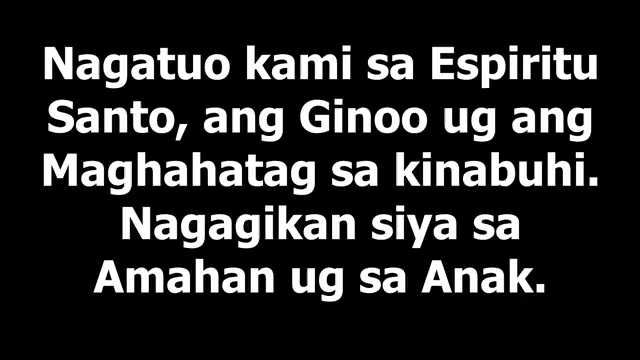 Nagatuo kami sa Espiritu
Santo, ang Ginoo ug ang
Maghahatag sa kinabuhi.
Nagagikan siya sa
Amahan ug sa Anak.